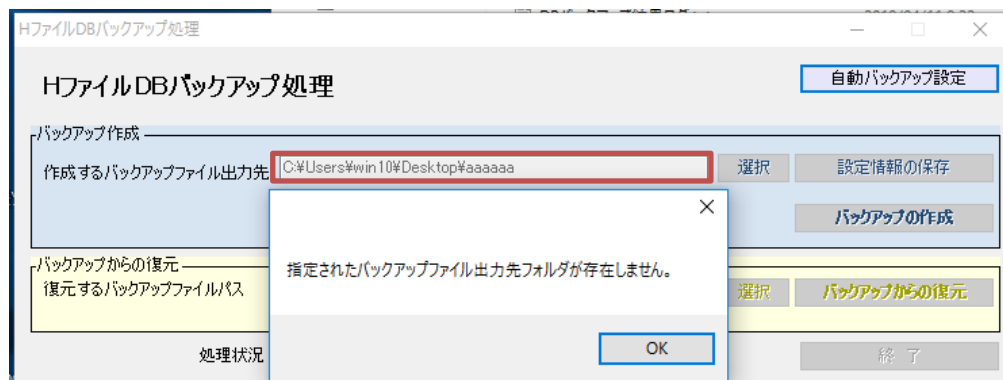 HファイルDBバックアップ処理
HファイルDBバックアップ処理
自動バックアップ設定
バックアップ作成
作成するバックアップファイル出力先
C:¥Users¥win10¥Desktop¥aaaaaa
選択
設定情報の保存
バックアップの作成
指定されたバックアップファイル出力先フォルダが存在しません。
OK
バックアップからの復元
復元するバックアップファイルパス
選択
バックアップからの復元
処理状況
終了